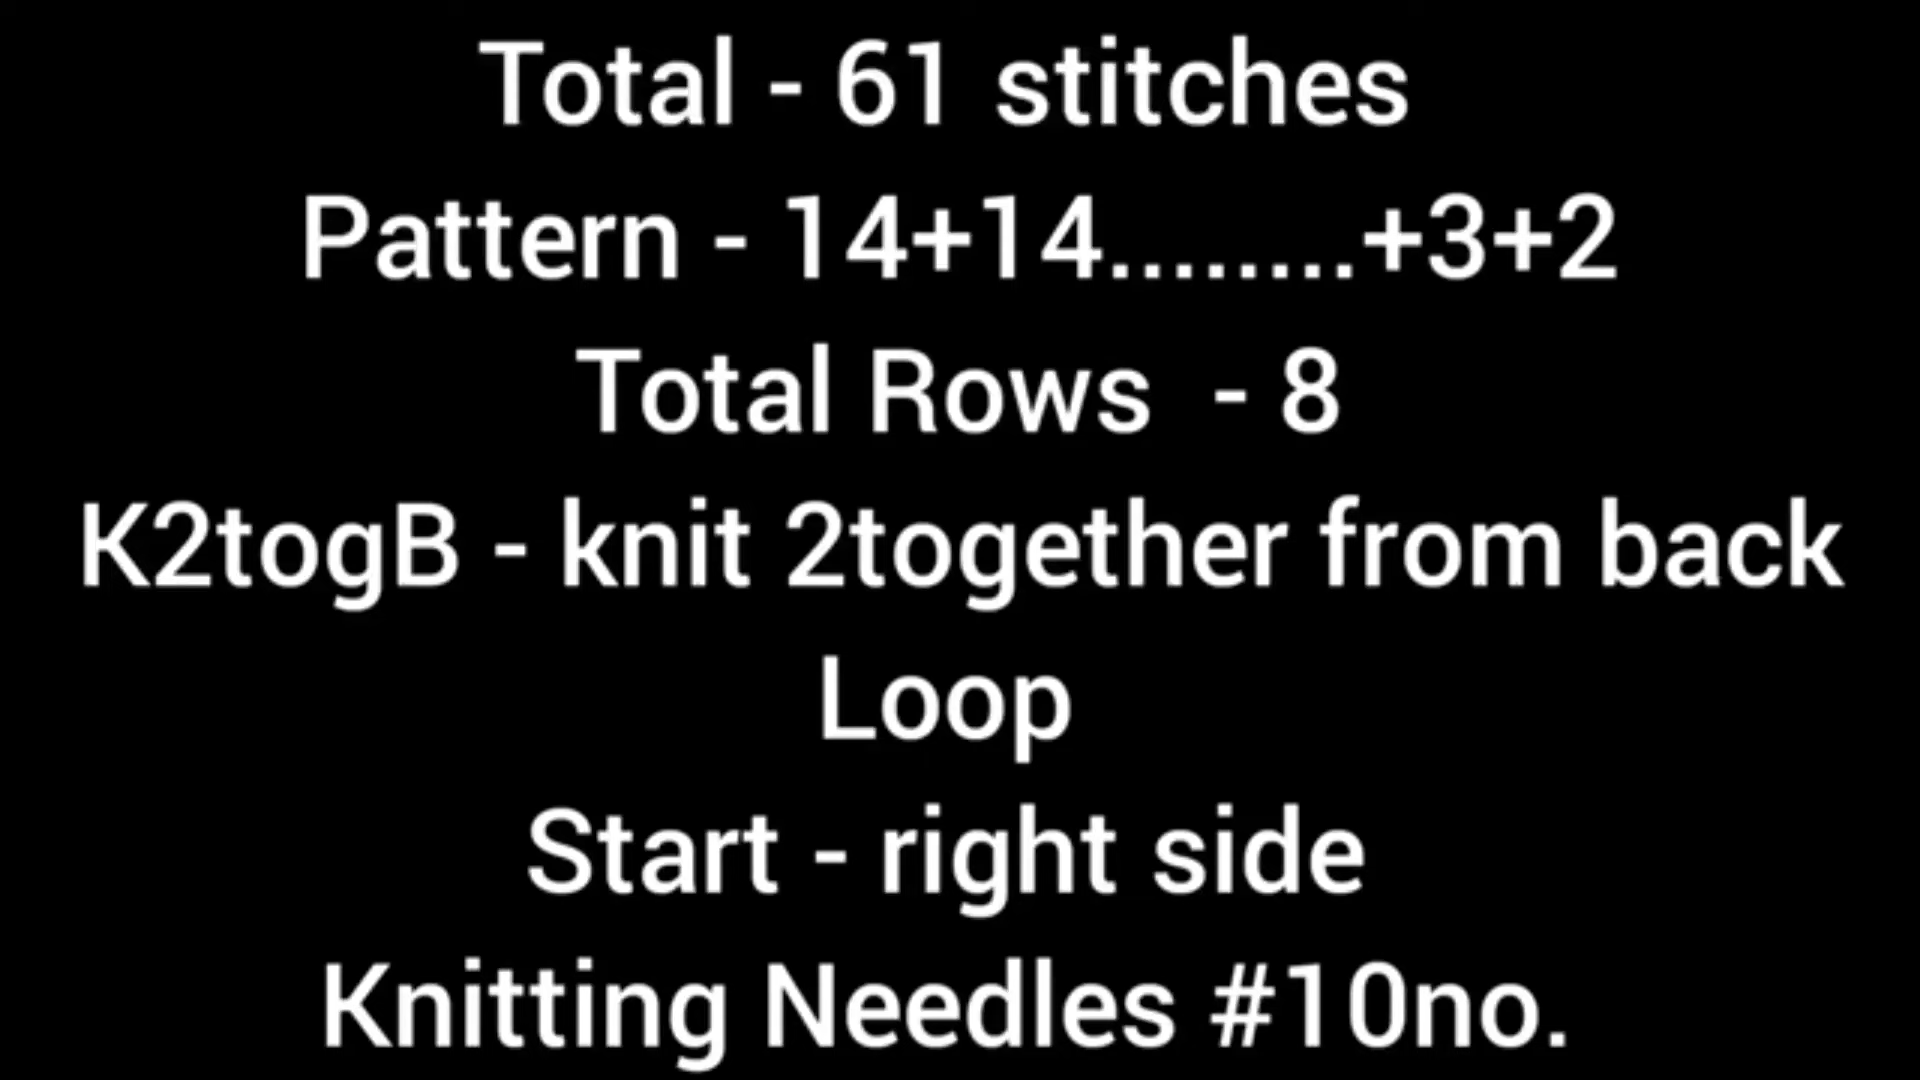 Total - 61 stitches
Pattern - 14+14........+3+2
Total Rows  - 8
K2togB - knit 2together from back
Loop
Start - right side
Knitting Needles #10no.